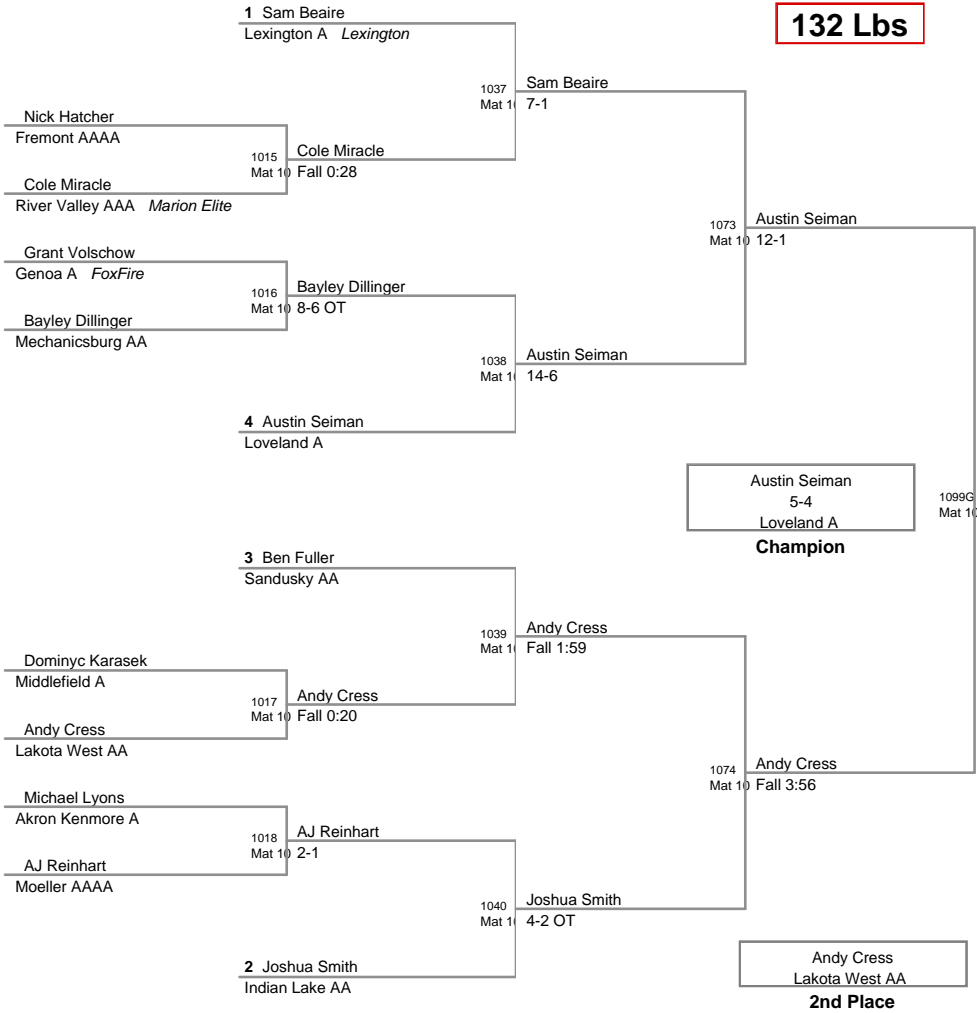 132 Lbs
1 Sam Beaire
Lexington A Lexington
1037
Mat 10
Sam Beaire
7-1
Nick Hatcher
Fremont AAAA
1015
Mat 10
Cole Miracle
Fall 0:28
Cole Miracle
River Valley AAA Marion Elite
1073
Mat 10
Austin Seiman
12-1
Grant Volschow
Genoa A FoxFire
1016
Mat 10
Bayley Dillinger
8-6 OT
Bayley Dillinger
Mechanicsburg AA
1038
Mat 10
Austin Seiman
14-6
4 Austin Seiman
Loveland A
Austin Seiman
5-4
Loveland A
Champion
1099G
Mat 10
3 Ben Fuller
Sandusky AA
1039
Mat 10
Andy Cress
Fall 1:59
Dominyc Karasek
Middlefield A
1017
Mat 10
Andy Cress
Fall 0:20
Andy Cress
Lakota West AA
1074
Mat 10
Andy Cress
Fall 3:56
Michael Lyons
Akron Kenmore A
1018
Mat 10
AJ Reinhart
2-1
AJ Reinhart
Moeller AAAA
1040
Mat 10
Joshua Smith
4-2 OT
2 Joshua Smith
Indian Lake AA
Andy Cress
Lakota West AA
2nd Place